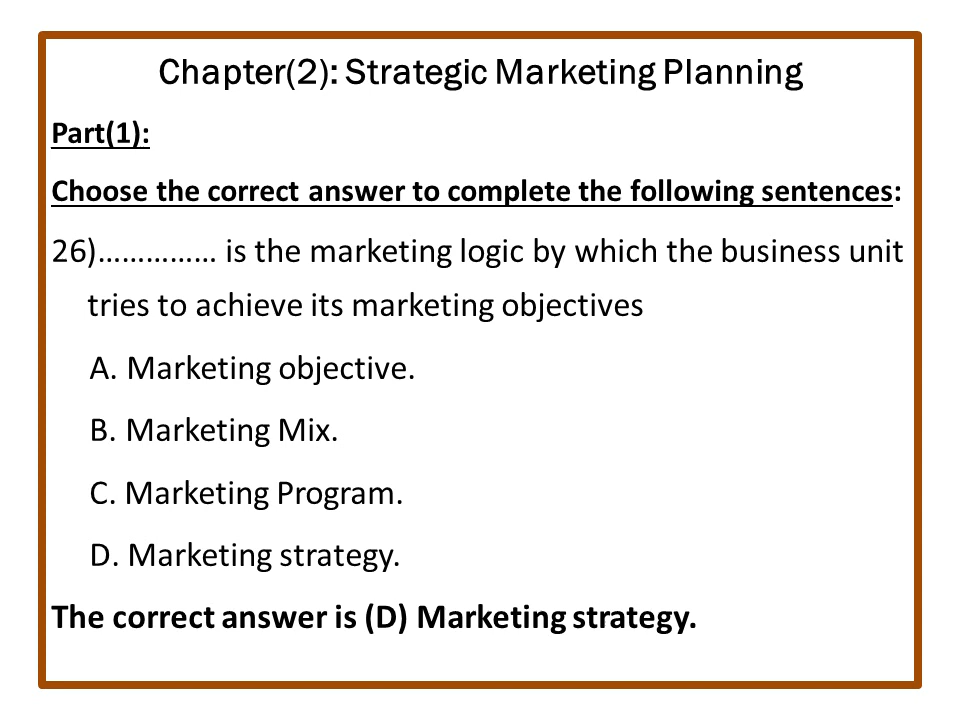 Chapter(2): Strategic Marketing Planning
Part(1):
Choose the correct answer to complete the following sentences:
26)…………… is the marketing logic by which the business unit
tries to achieve its marketing objectives
A. Marketing objective.
B. Marketing Mix.
C. Marketing Program.
D. Marketing strategy.
The correct answer is (D) Marketing strategy.